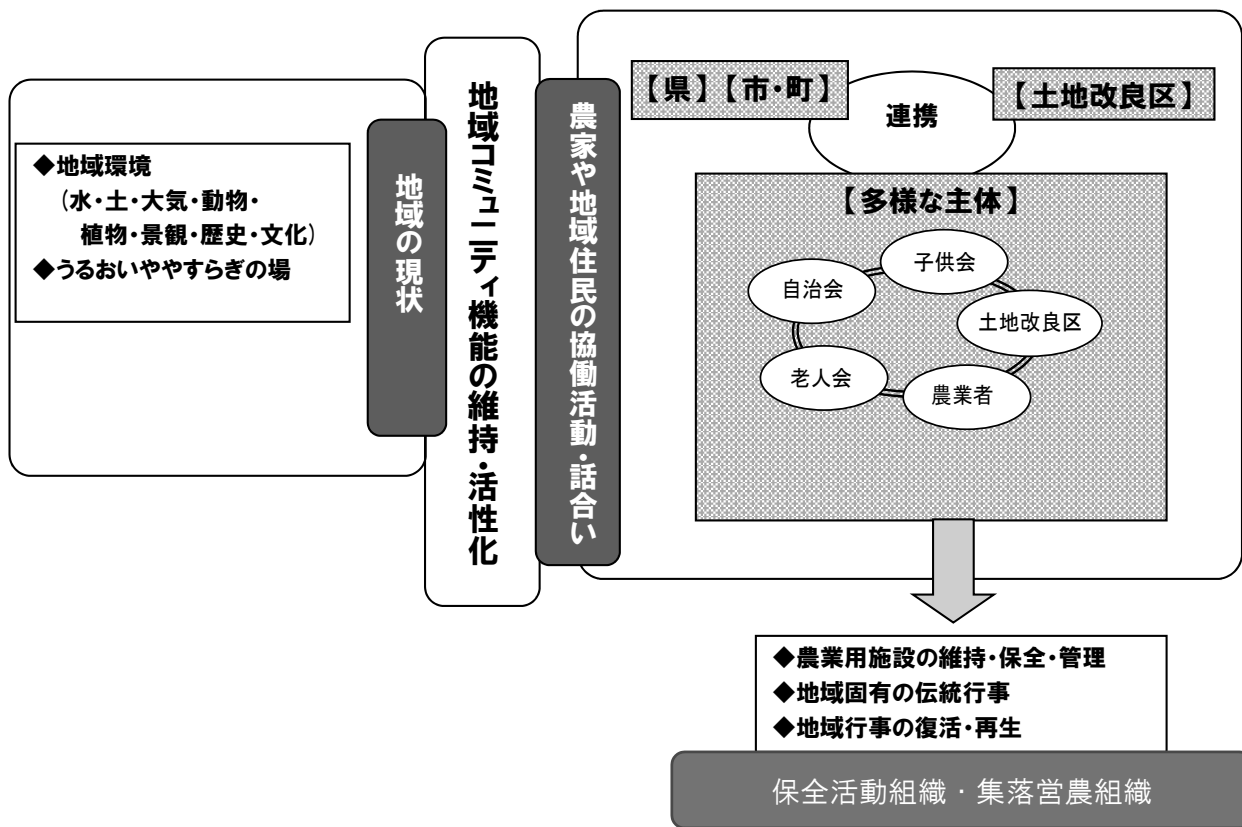 ◆地域環境
(水・土・大気・動物・
植物・景観・歴史・文化)
◆うるおいややすらぎの場
地域の現状
地域コミュニティ機能の維持・活性化
農家や地域住民の協働活動・話合い
【県】【市・町】
連携
【土地改良区】
【多様な主体】
子供会
自治会
土地改良区
老人会
農業者
◆農業用施設の維持・保全・管理
◆地域固有の伝統行事
◆地域行事の復活・再生
保全活動組織・集落営農組織